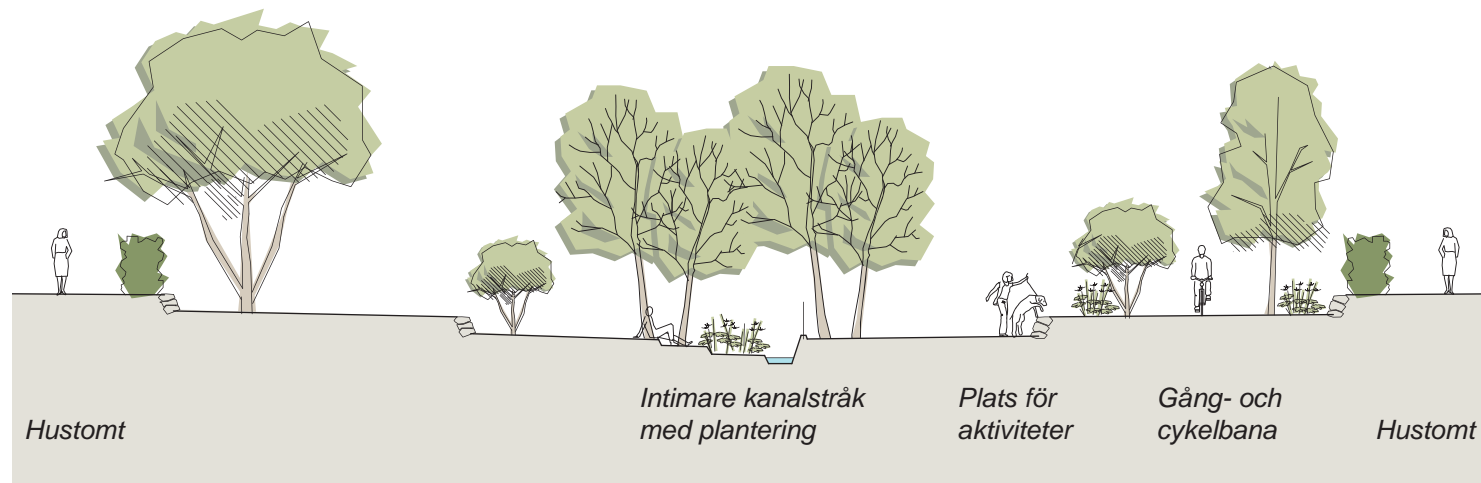 Hustomt
Intimare kanalstråk
med plantering
Plats för
aktiviteter
Gång- och
cykelbana
Hustomt